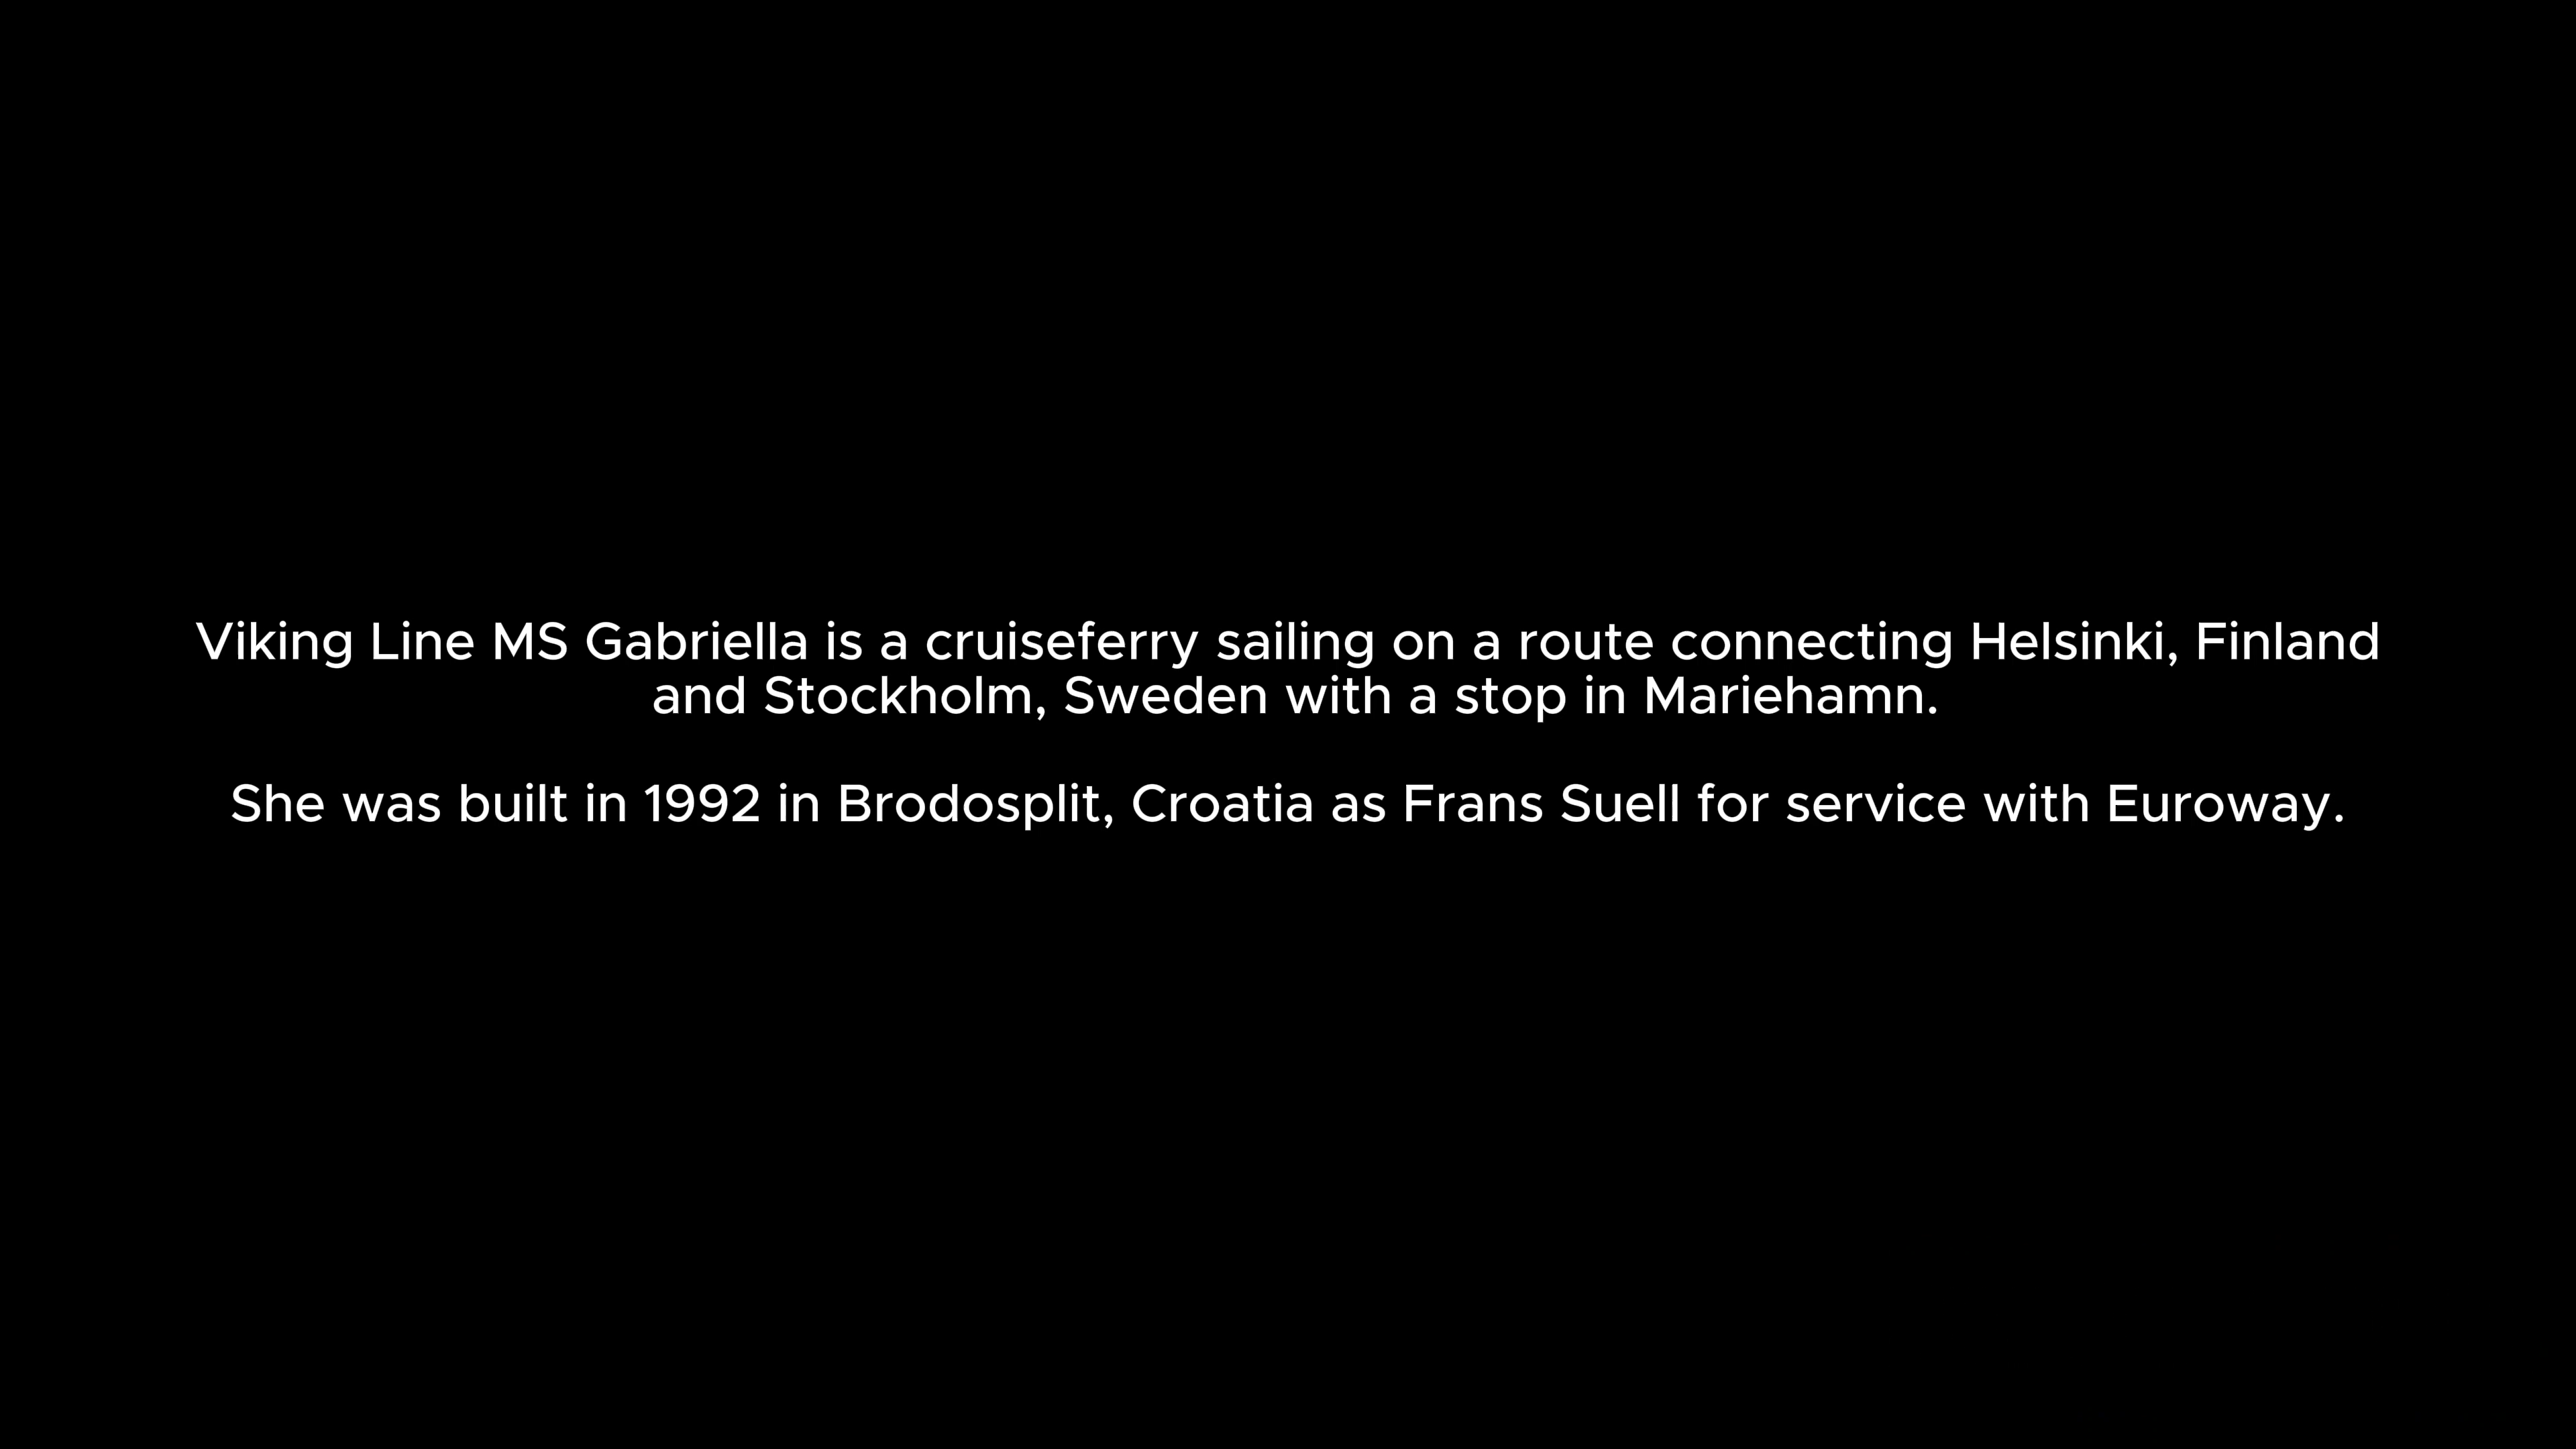 Viking Line MS Gabriella is a cruiseferry sailing on a route connecting Helsinki, Finland
and Stockholm, Sweden with a stop in Mariehamn.
She was built in 1992 in Brodosplit, Croatia as Frans Suell for service with Euroway.